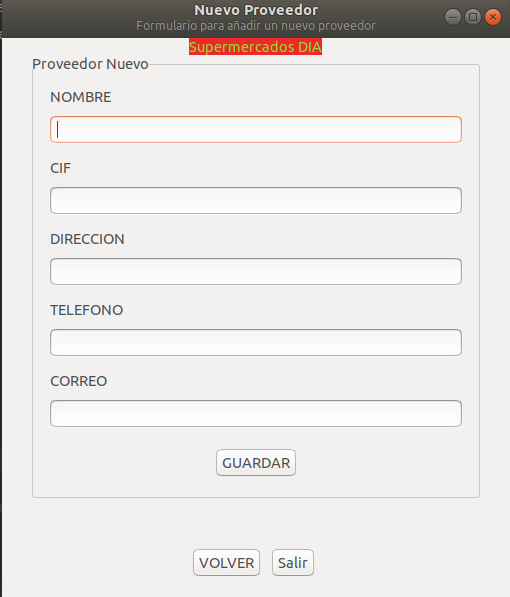 Nuevo Proveedor
Formulario para añadir un nuevo proveedor
Supermercados DIA
Proveedor Nuevo
NOMBRE
CIF
DIRECCION
TELEFONO
CORREO
GUARDAR
VOLVER Salir